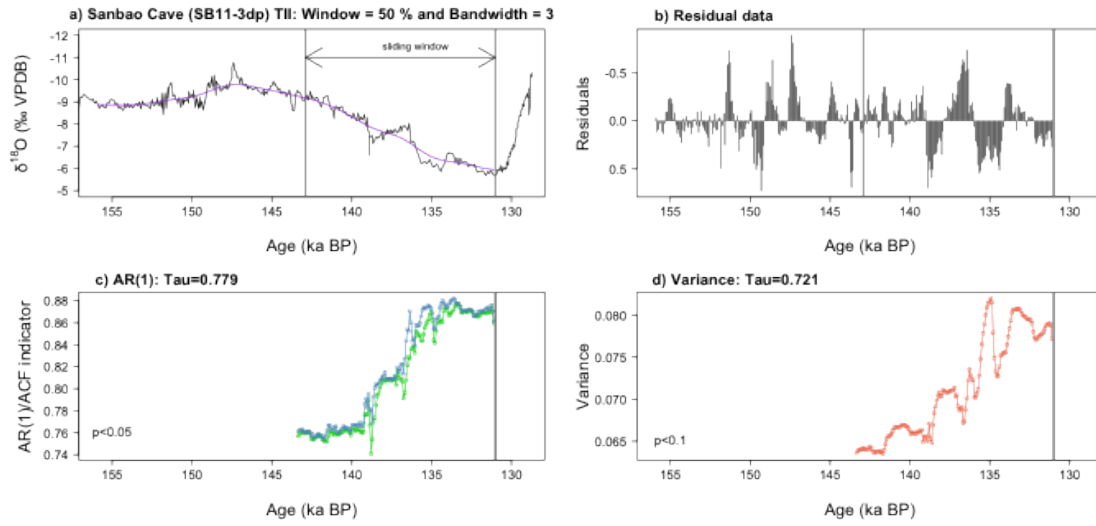 a) Sanbao Cave (SB11-3dp) TII: Window = 50 % and Bandwidth = 3
b) Residual data
δ18O (‰ VPDB)
-12
-11
-10
-9
-8
-7
-6
-5
sliding window
155 150 145 140 135 130
Age (ka BP)
Residuals
-0.5
0.0
0.5
155 150 145 140 135 130
Age (ka BP)
c) AR(1): Tau=0.779
d) Variance: Tau=0.721
AR(1)/ACF indicator
0.88
0.86
0.84
0.82
0.80
0.78
0.76
0.74
p<0.05
155 150 145 140 135 130
Age (ka BP)
Variance
0.080
0.075
0.070
0.065
p<0.1
155 150 145 140 135 130
Age (ka BP)